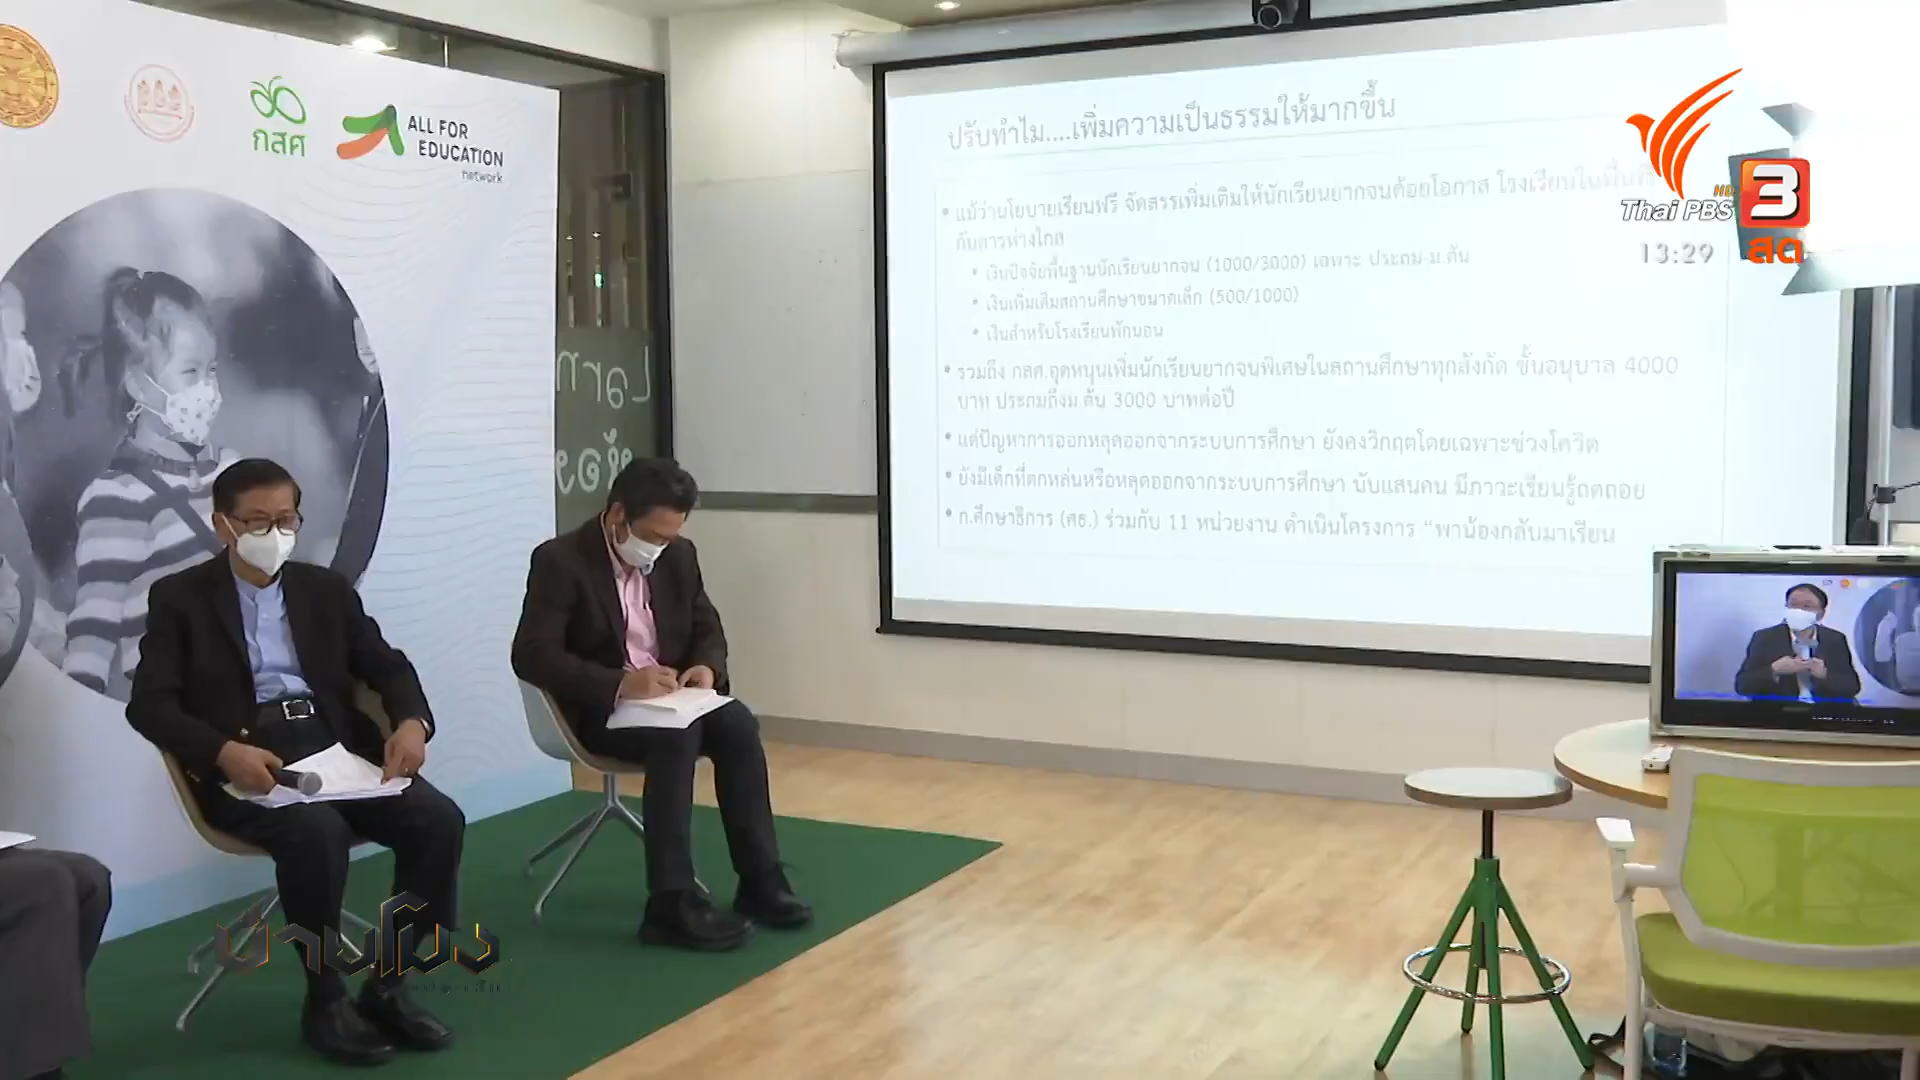 กสศ
ALL FOR
EDUCATION
network
ปรับทำไม....เพิ่มความเป็นธรรมให้มากขึ้น
• แม้ว่านโยบายเรียนฟรี จัดสรรเพิ่มเติมให้นักเรียนยากจนด้อยโอกาส โรงเรียนในพื้นที่
กันดารห่างไกล
• เงินปัจจัยพื้นฐานนักเรียนยากจน (1000/3000) เฉพาะ ประถม-ม.ต้น
• เงินเพิ่มเติมสถานศึกษาขนาดเล็ก (500/1000)
• เงินสำหรับโรงเรียนพักนอน
• รวมถึง กสศ.อุดหนุนเพิ่มนักเรียนยากจนพิเศษในสถานศึกษาทุกสังกัด ชั้นอนุบาล 4000
บาท ประถมถึงม ต้น 3000 บาทต่อปี
• แต่ปัญหาการออกหลุดออกจากระบบการศึกษา ยังคงวิกฤตโดยเฉพาะช่วงโควิด
• ยังมีเด็กที่ตกหล่นหรือหลุดออกจากระบบการศึกษา นับแสนคน มีภาวะเรียนรู้ถดถอย
• ก.ศึกษาธิการ (ศธ.) ร่วมกับ 11 หน่วยงาน ดำเนินโครงการ “พาน้องกลับมาเรียน
Thai PBS
HD
3
13:29
สด
Larn
ห้อง
บ่ายโมง